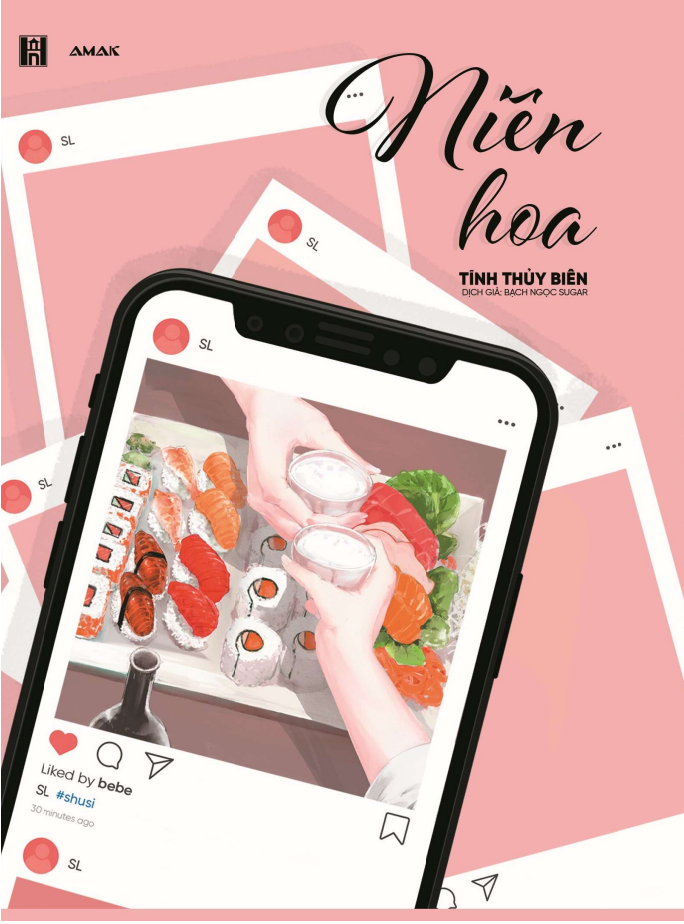 AMAK
Niên
hoa
TĨNH THỦY BIÊN
DỊCH GIẢ: BẠCH NGỌC SUGAR
SL
SL
SL
SL
Liked by bebe
SL #shusi
30 minutes ago
SL